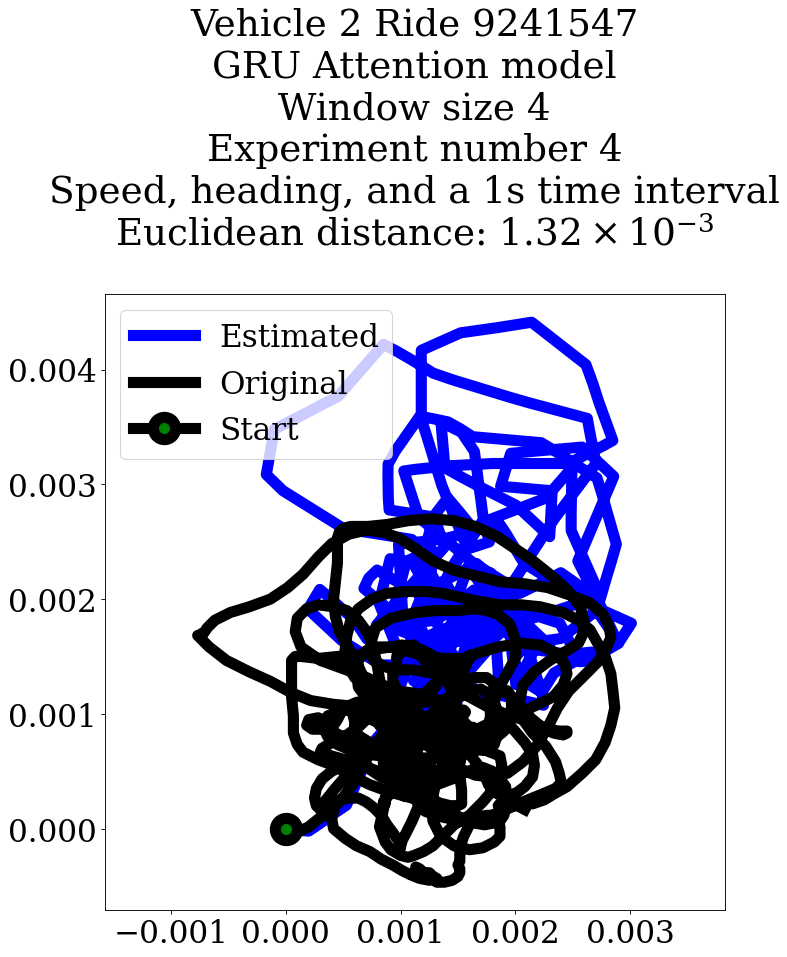 Vehicle 2 Ride 9241547
GRU Attention model
Window size 4
Experiment number 4
Speed, heading, and a 1s time interval
Euclidean distance: 1.32 × 10⁻³
Estimated
Original
Start
0.004
0.003
0.002
0.001
0.000
−0.001 0.000 0.001 0.002 0.003